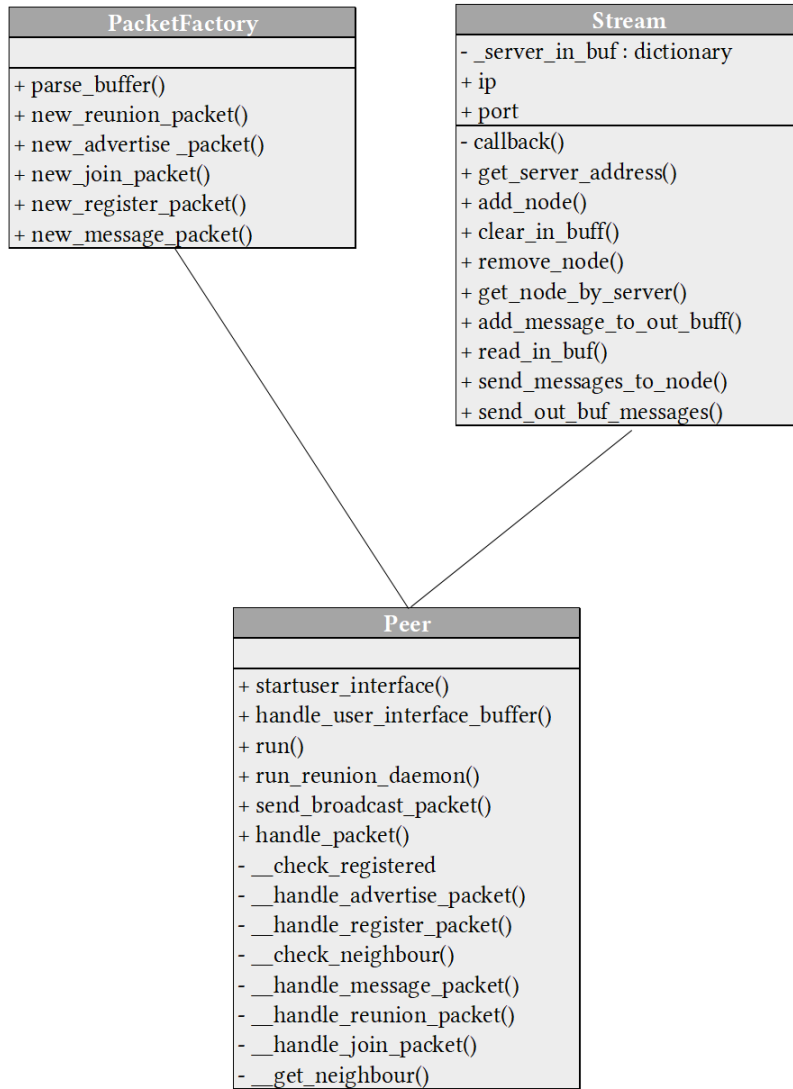 PacketFactory
+ parse_buffer()
+ new_reunion_packet()
+ new_advertise _packet()
+ new_join_packet()
+ new_register_packet()
+ new_message_packet()
Stream
- _server_in_buf : dictionary
+ ip
+ port
- callback()
+ get_server_address()
+ add_node()
+ clear_in_buff()
+ remove_node()
+ get_node_by_server()
+ add_message_to_out_buff()
+ read_in_buf()
+ send_messages_to_node()
+ send_out_buf_messages()
Peer
+ startuser_interface()
+ handle_user_interface_buffer()
+ run()
+ run_reunion_daemon()
+ send_broadcast_packet()
+ handle_packet()
- __check_registered
- __handle_advertise_packet()
- __handle_register_packet()
- __check_neighbour()
- __handle_message_packet()
- __handle_reunion_packet()
- __handle_join_packet()
- __get_neighbour()